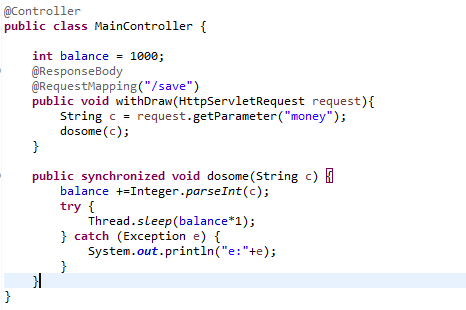 @Controller
public class MainController {
int balance = 1000;
@ResponseBody
@RequestMapping("/save")
public void withDraw(HttpServletRequest request){
String c = request.getParameter("money");
dosome(c);
}
public synchronized void dosome(String c) {
balance +=Integer.parseInt(c);
try {
Thread.sleep(balance*1);
} catch (Exception e) {
System.out.println("e:"+e);
}
}
}